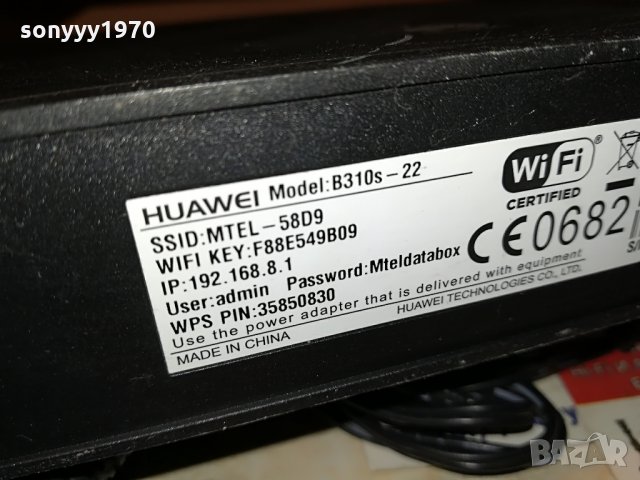 sonyyy1970
HUAWEI Model:B310s-22
SSID:MTEL-58D9
WIFI KEY:F88E549B09
IP:192.168.8.1
User:admin Password:Mteldatabox
WPS PIN:35850830
Use the power adapter that is delivered with equipment
HUAWEI TECHNOLOGIES CO., LTD.
MADE IN CHINA
WiFi®
CERTIFIED
CE0682
S/
BAZAR